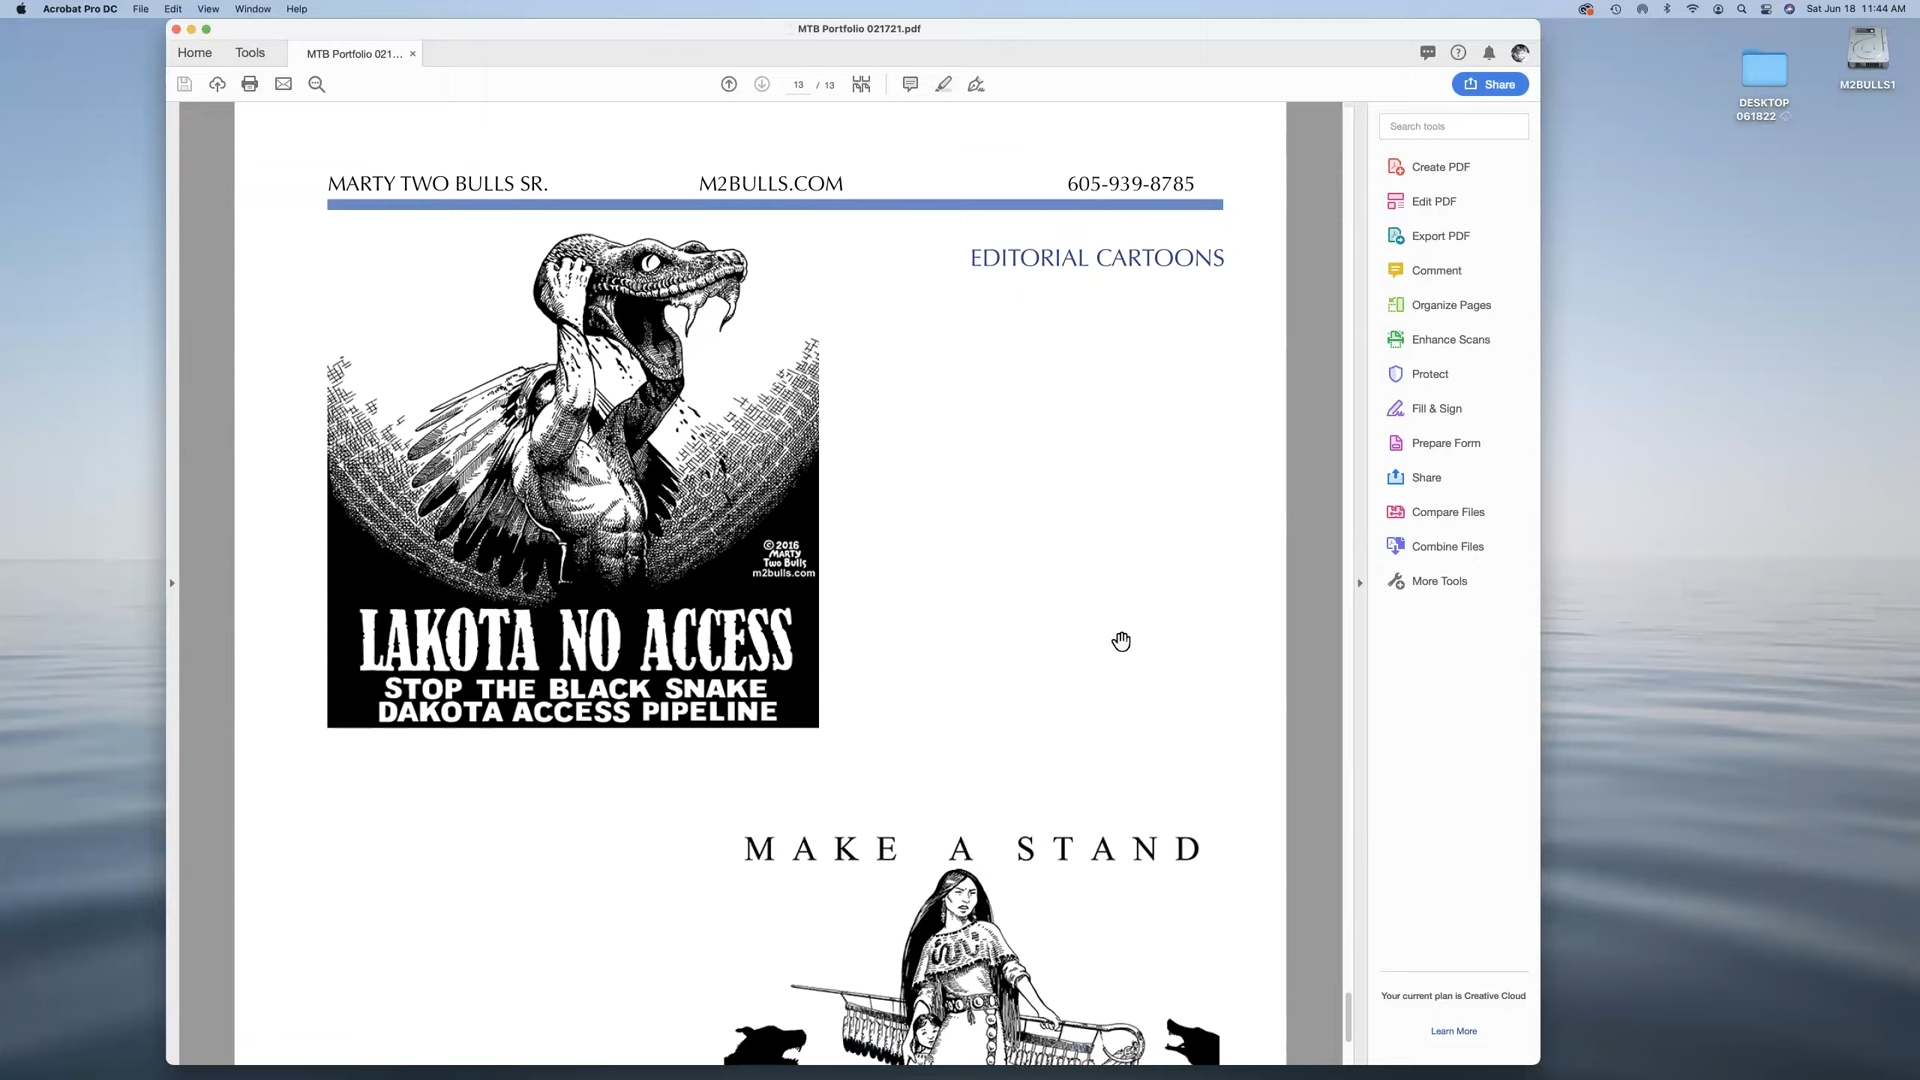 Acrobat Pro DC File Edit View Window Help Sat Jun 18 11:44 AM
MTB Portfolio 021721.pdf
Home Tools MTB Portfolio 021... ×
13 / 13
Share
MARTY TWO BULLS SR. M2BULLS.COM 605-939-8785
EDITORIAL CARTOONS
© 2016
MARTY
Two Bulls
m2bulls.com
LAKOTA NO ACCESS
STOP THE BLACK SNAKE
DAKOTA ACCESS PIPELINE
MAKE A STAND
Search tools
Create PDF
Edit PDF
Export PDF
Comment
Organize Pages
Enhance Scans
Protect
Fill & Sign
Prepare Form
Share
Compare Files
Combine Files
More Tools
Your current plan is Creative Cloud
Learn More
DESKTOP
061822
M2BULLS1